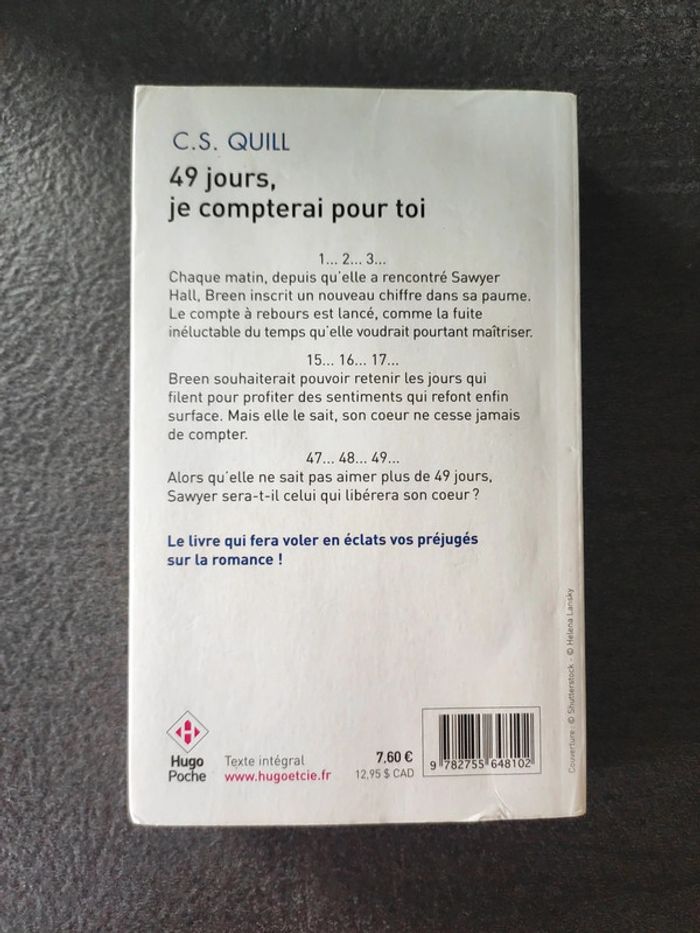 C.S. QUILL
49 jours,
je compterai pour toi
1... 2... 3...
Chaque matin, depuis qu'elle a rencontré Sawyer
Hall, Breen inscrit un nouveau chiffre dans sa paume.
Le compte à rebours est lancé, comme la fuite
inéluctable du temps qu'elle voudrait pourtant maîtriser.
15... 16... 17...
Breen souhaiterait pouvoir retenir les jours qui
filent pour profiter des sentiments qui refont enfin
surface. Mais elle le sait, son coeur ne cesse jamais
de compter.
47... 48... 49...
Alors qu'elle ne sait pas aimer plus de 49 jours,
Sawyer sera-t-il celui qui libérera son coeur ?
Le livre qui fera voler en éclats vos préjugés
sur la romance !
Hugo
Poche
Texte intégral
www.hugoetcie.fr
7.60 €
12,95 $ CAD
9 782755 648102
Couverture : © Shutterstock - © Helena Lansky